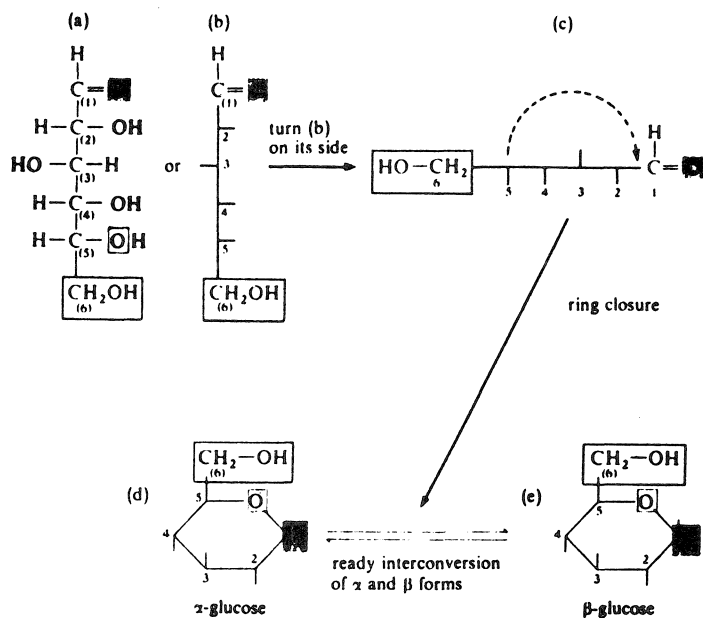 (a)
H
C=
(1)
H–C–OH
(2)
HO–C–H
(3)
H–C–OH
(4)
H–C–OH
(5)
CH2OH
(6)
or
(b)
H
C=
(1)
2
3
4
5
CH2OH
(6)
turn (b)
on its side
(c)
HO–CH2
6
5
4
3
2
H
C=
1
ring closure
(d)
CH2–OH
(6)
5
O
4
3
2
α-glucose
ready interconversion
of α and β forms
(e)
CH2–OH
(6)
5
O
4
3
2
β-glucose